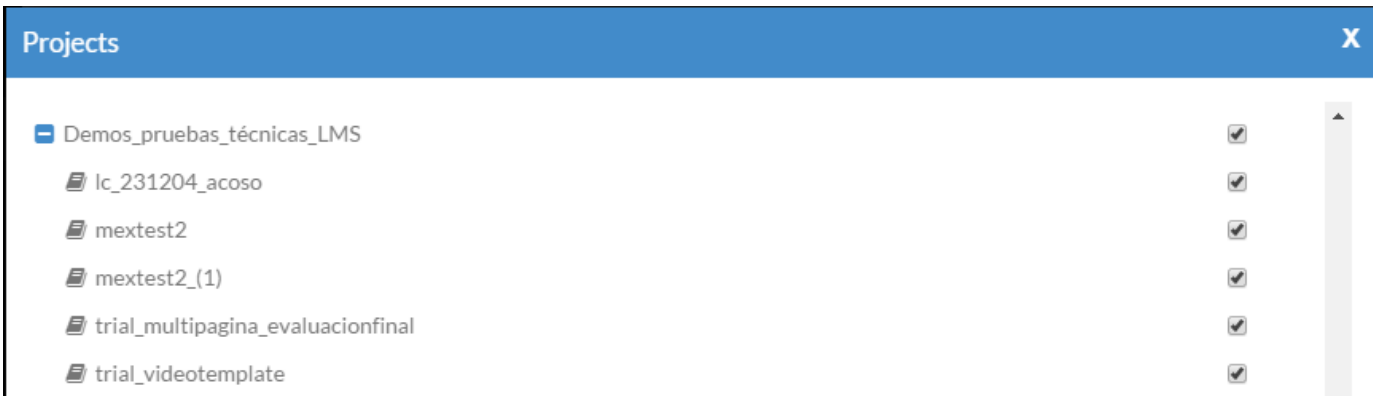 Projects X
Demos_pruebas_técnicas_LMS
lc_231204_acoso
mextest2
mextest2_(1)
trial_multipagina_evaluacionfinal
trial_videotemplate